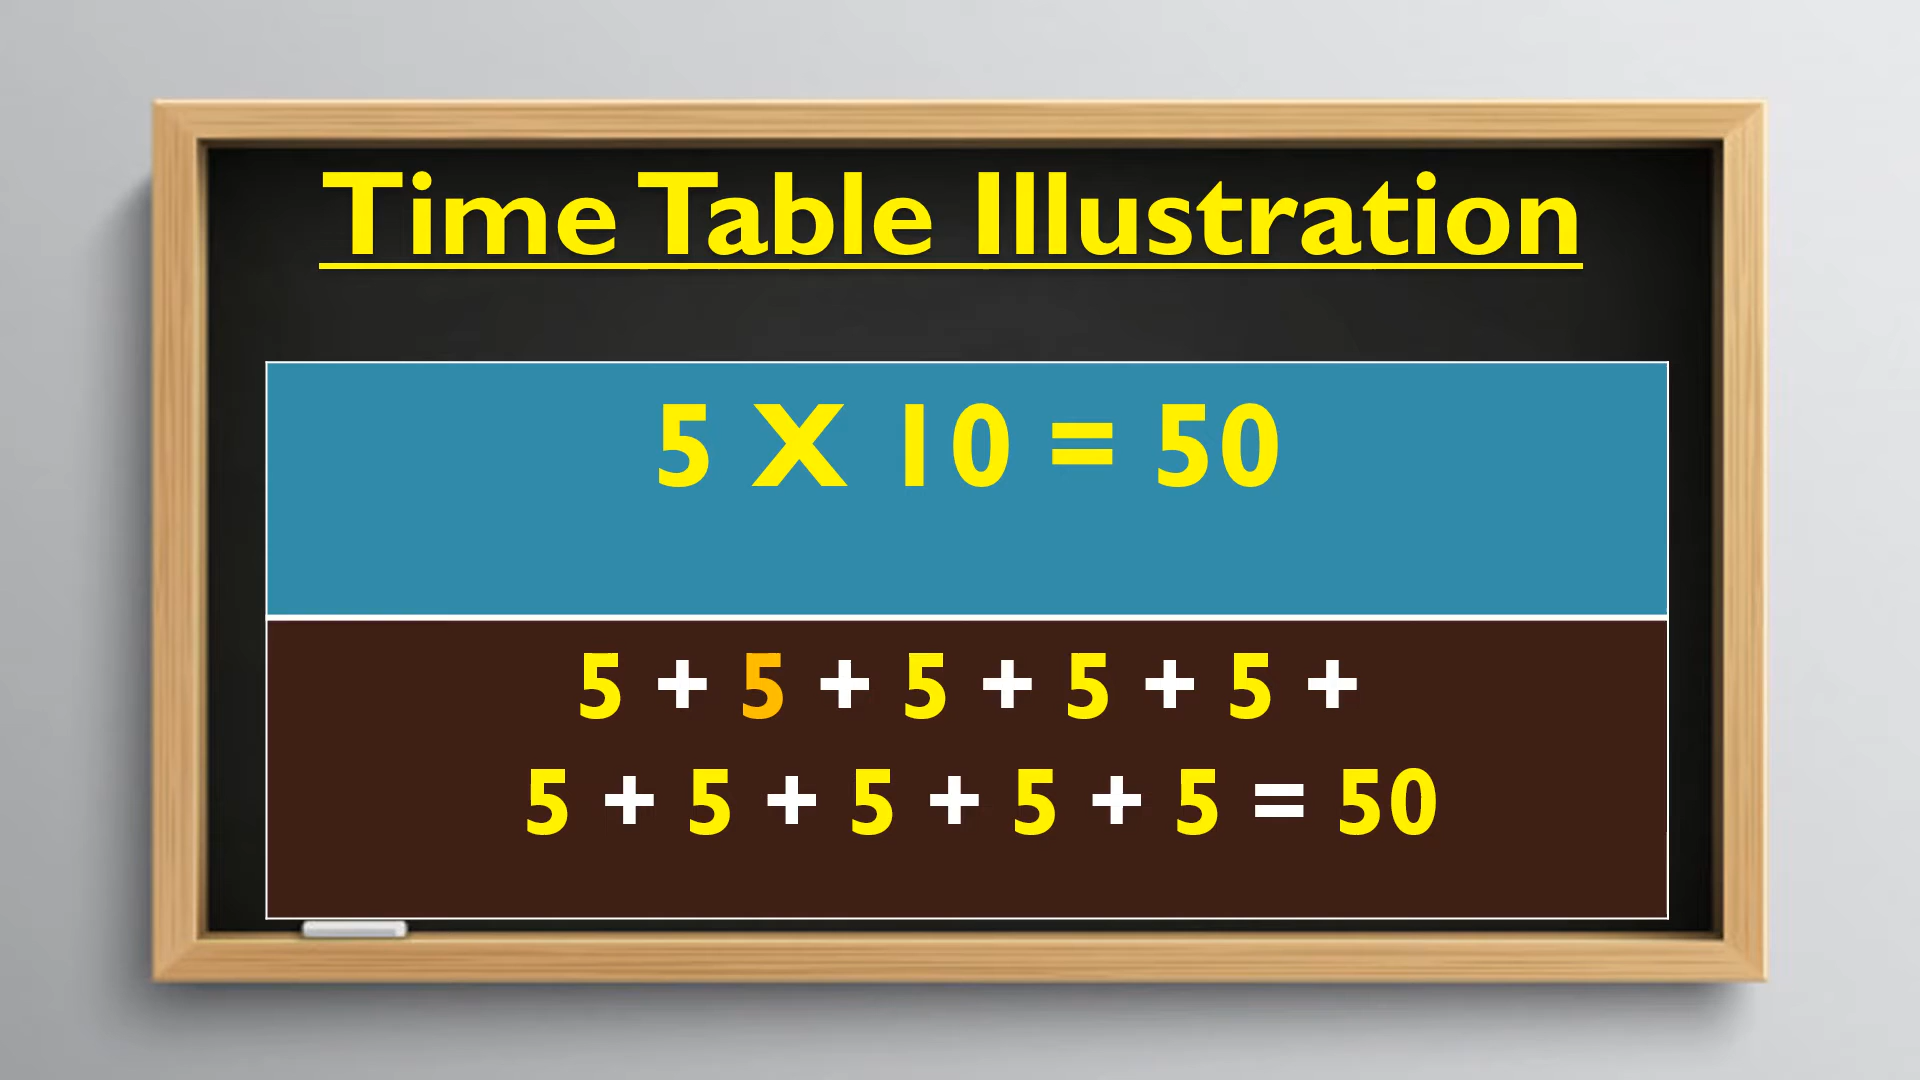 Time Table Illustration
5 X 10 = 50
5 + 5 + 5 + 5 + 5 +
5 + 5 + 5 + 5 + 5 = 50